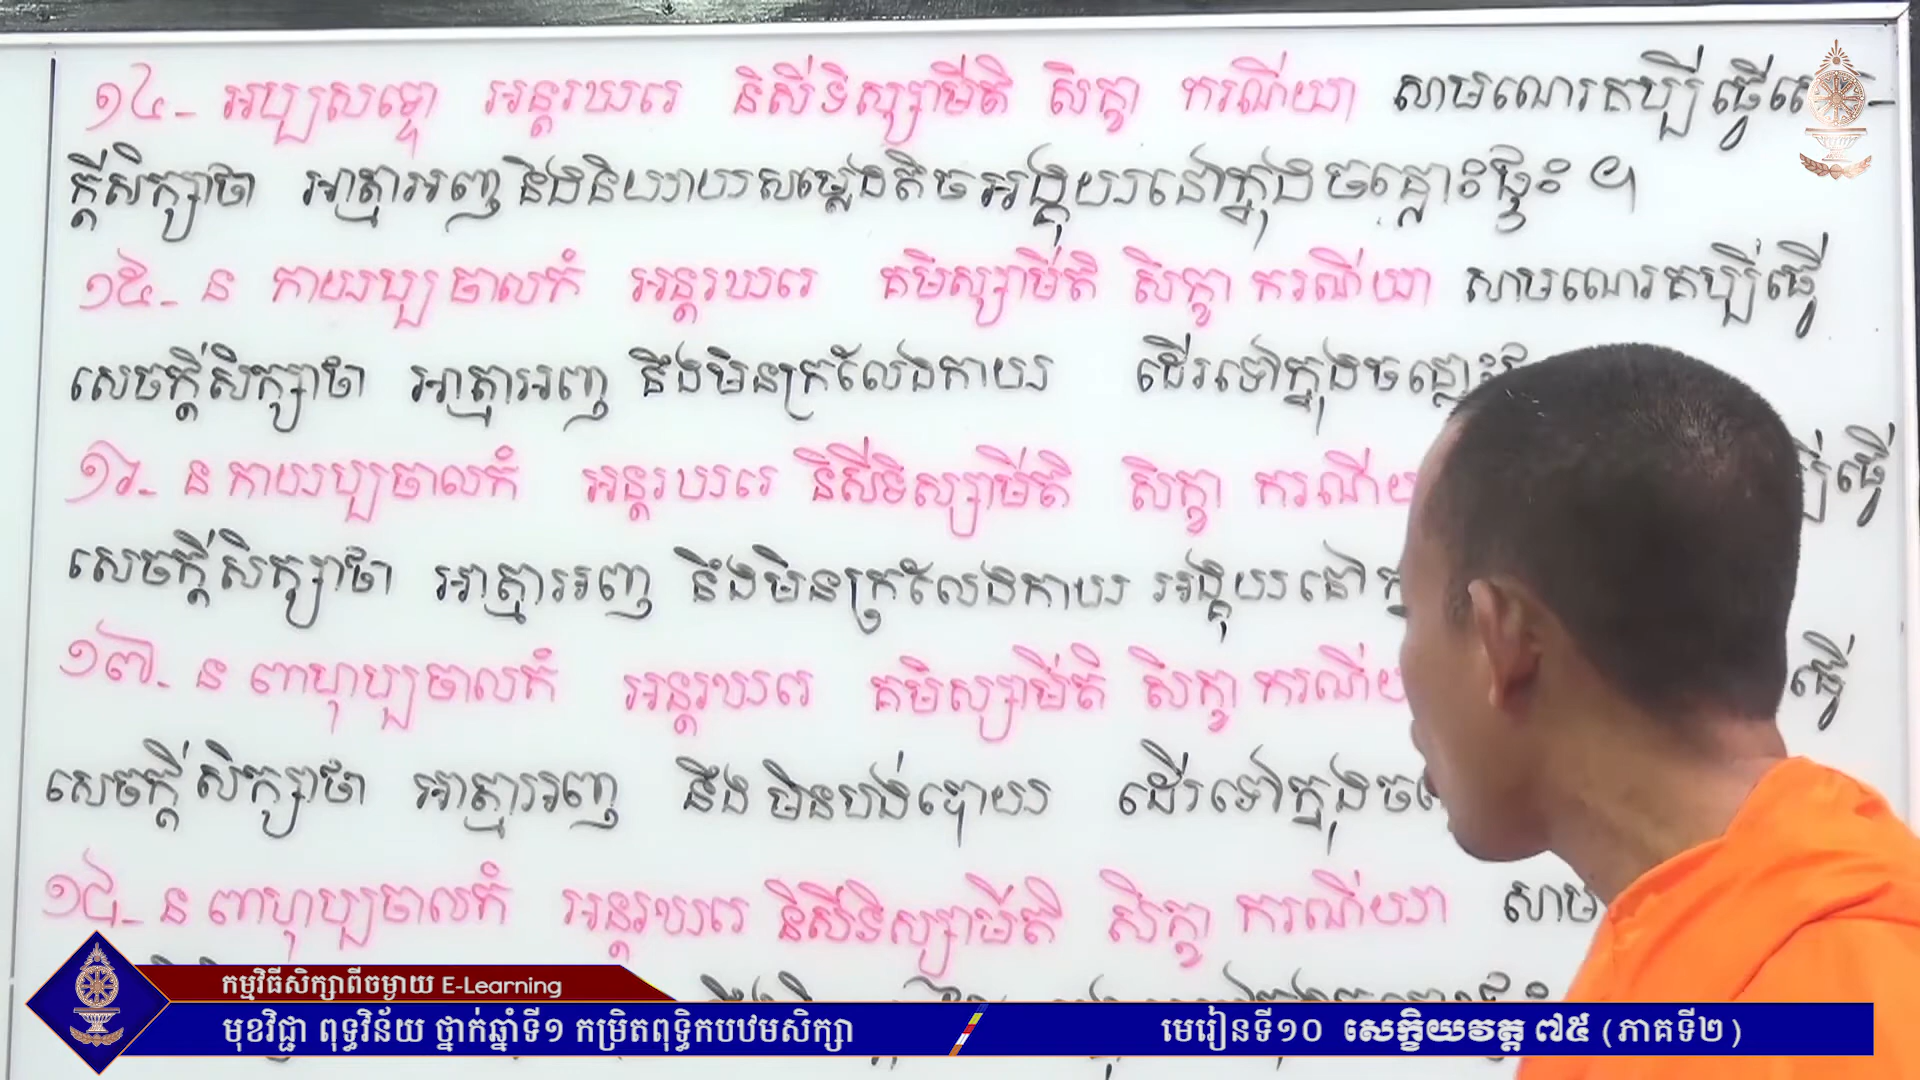 ១៤- អប្បសទ្ទោ អន្តរឃរេ និសីទិស្សាមីតិ សិក្ខា ករណីយា សាមណេរគប្បីធ្វើសេ-
ក្តីសិក្សាថា អាត្មាអញ នឹងនិយាយសម្លេងតិចអង្គុយនៅក្នុងចន្លោះផ្ទះ ។
១៥- ន កាយប្បចាលកំ អន្តរឃរេ គមិស្សាមីតិ សិក្ខា ករណីយា សាមណេរគប្បីធ្វើ
សេចក្តីសិក្សាថា អាត្មាអញ នឹងមិនក្រលែងកាយ ដើរទៅក្នុងចន្លោះ
១៦- ន កាយប្បចាលកំ អន្តរឃរេ និសីទិស្សាមីតិ សិក្ខា ករណីយ ធ្វើ
សេចក្តីសិក្សាថា អាត្មាអញ នឹងមិនក្រលែងកាយ អង្គុយនៅ
១៧- ន ពាហុប្បចាលកំ អន្តរឃរេ គមិស្សាមីតិ សិក្ខា ករណីយ ធ្វើ
សេចក្តីសិក្សាថា អាត្មាអញ នឹងមិនបង់ពោយ ដើរទៅក្នុងច
១៨- ន ពាហុប្បចាលកំ អន្តរឃរេ និសីទិស្សាមីតិ សិក្ខា ករណីយា សាម
កម្មវិធីសិក្សាពីចម្ងាយ E-Learning
មុខវិជ្ជា ពុទ្ធវិន័យ ថ្នាក់ឆ្នាំទី១ កម្រិតពុទ្ធិកបឋមសិក្សា
មេរៀនទី១០ សេក្ខិយវត្ត ៧៥ (ភាគទី២)